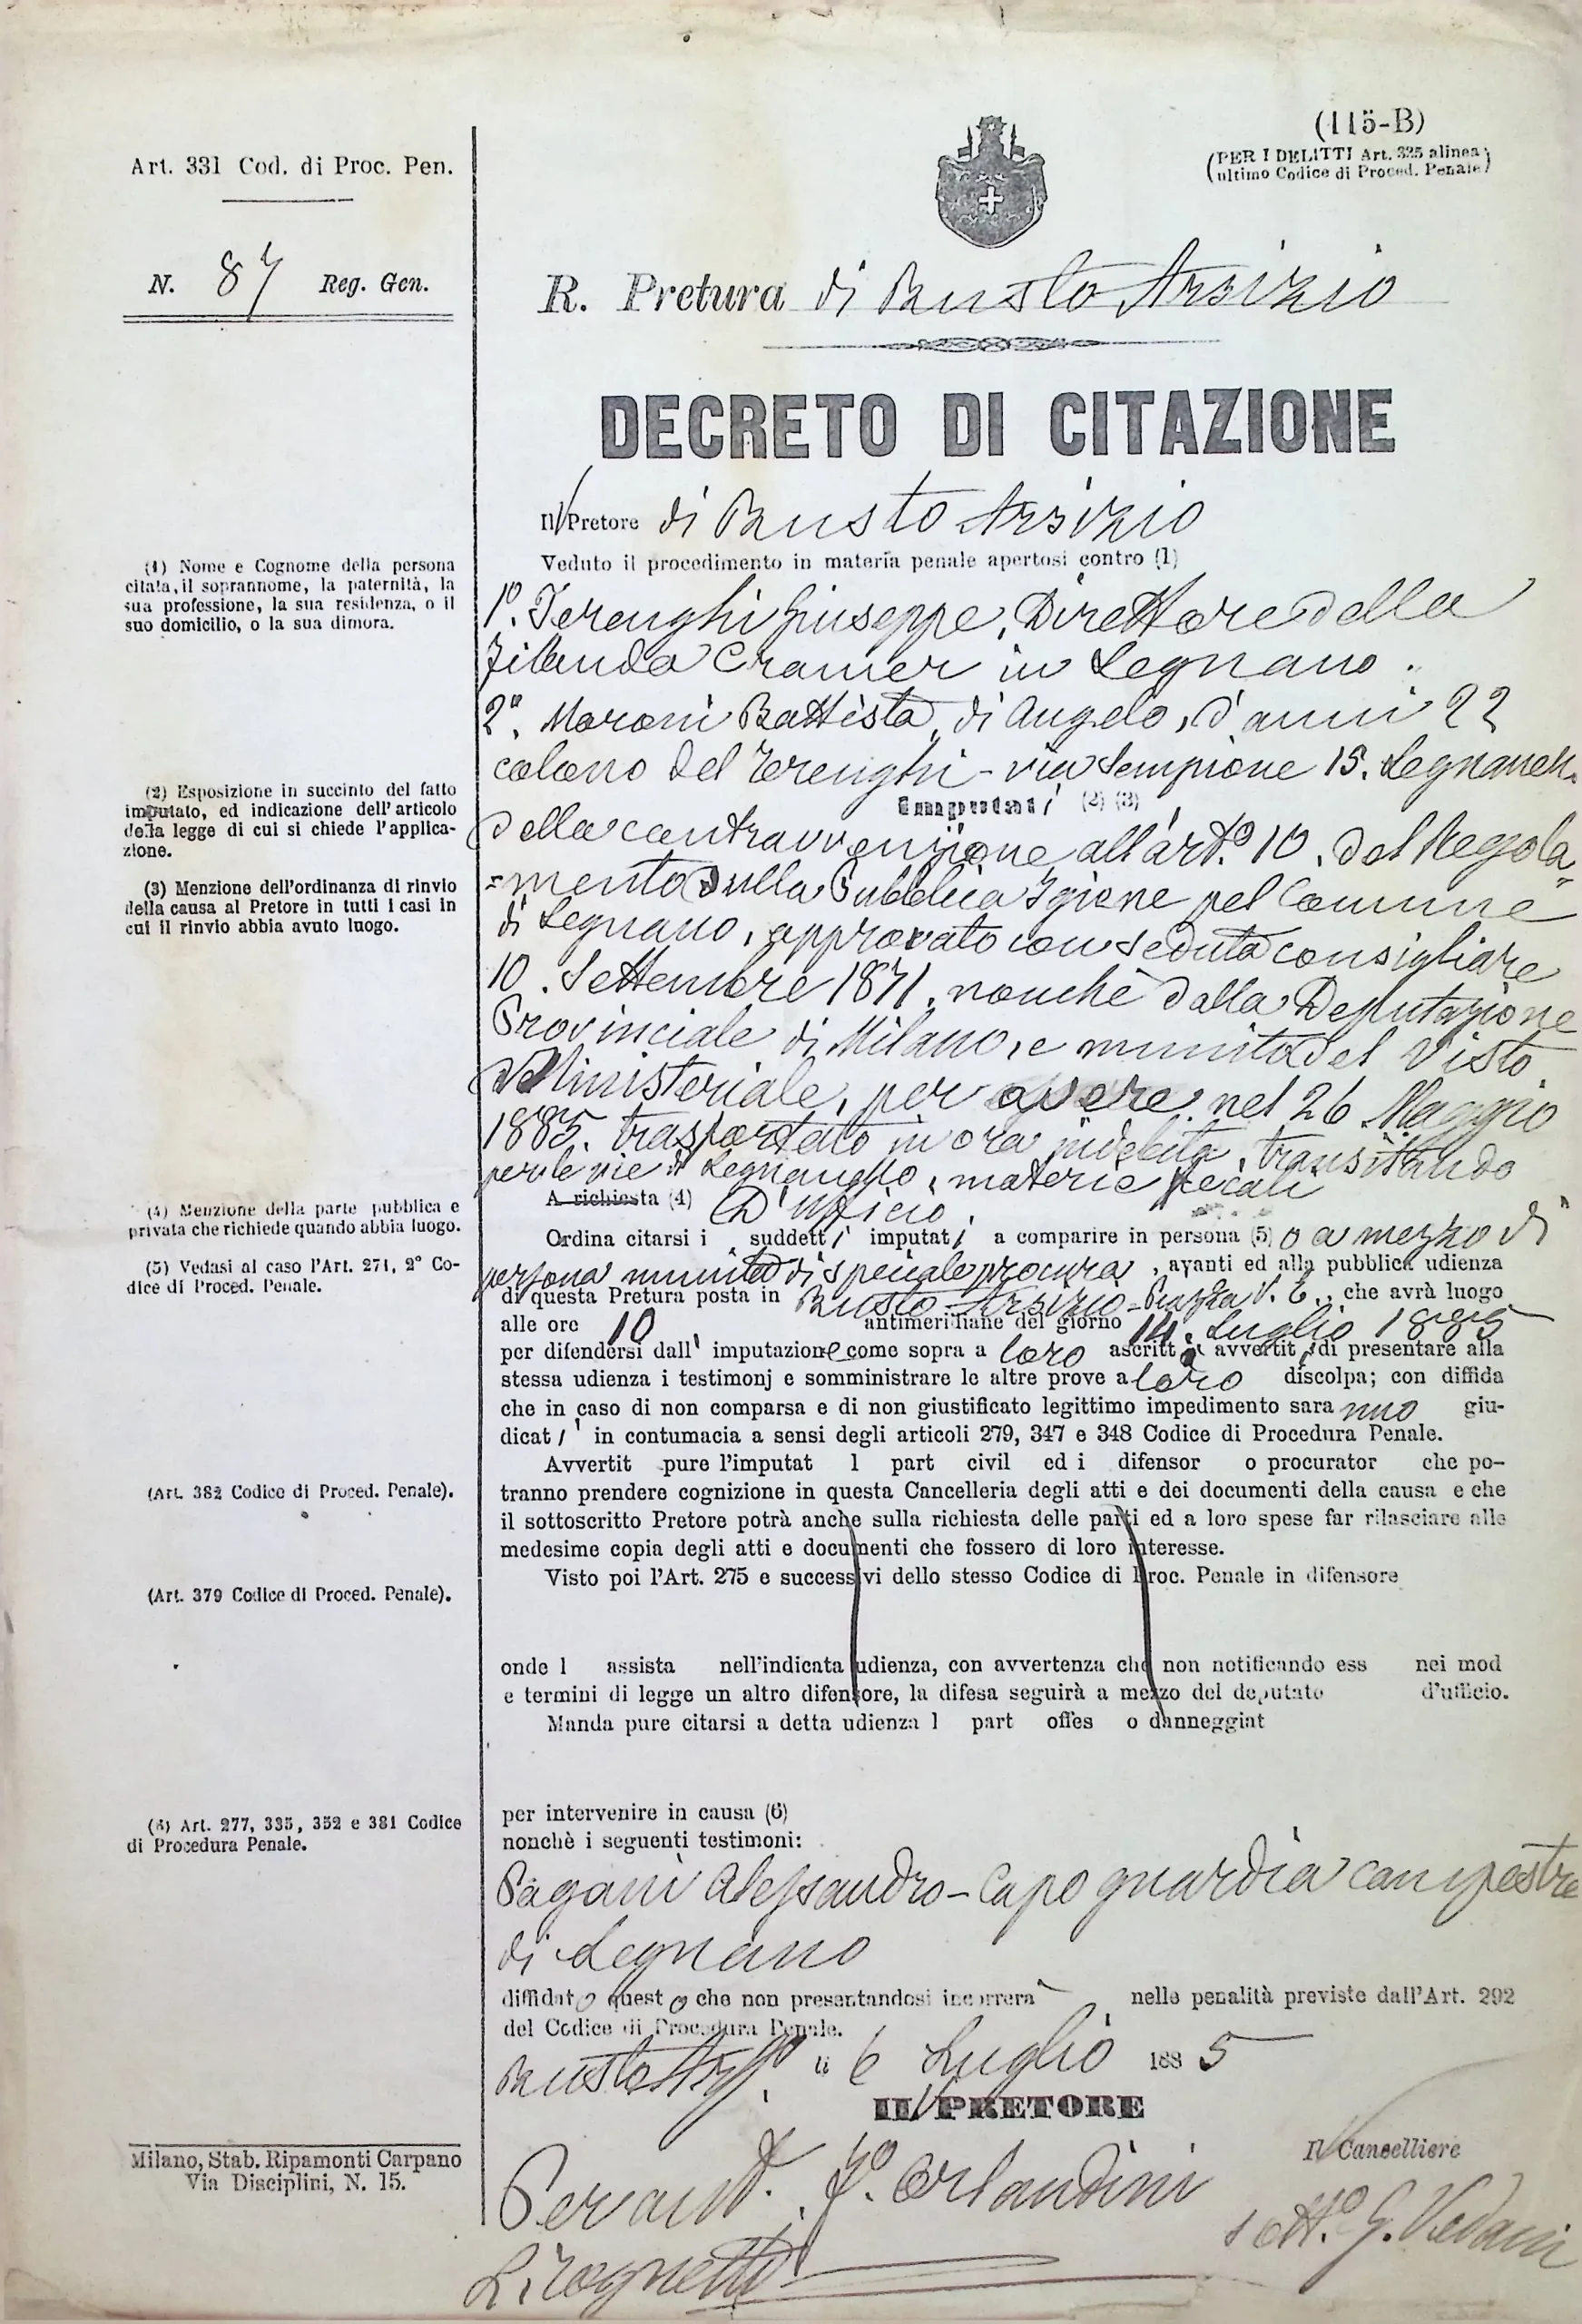 (115-B)
(PER I DELITTI Art. 325 alinea
ultimo Codice di Proced. Penale)
Art. 331 Cod. di Proc. Pen.
N. 87 Reg. Gen.
R. Pretura di Busto Arsizio
DECRETO DI CITAZIONE
Il Pretore di Busto Arsizio
Veduto il procedimento in materia penale apertosi contro (1)
(1) Nome e Cognome della persona
citata, il soprannome, la paternità, la
sua professione, la sua residenza, o il
suo domicilio, o la sua dimora.
1º. Terenghi Giuseppe, Direttore della
Filanda Cramer in Legnano.
2º. Moroni Battista, di Angelo, d'anni 22
colono del Terenghi - via Sempione 15.
Imputati (2) (3)
(2) Esposizione in succinto del fatto
imputato, ed indicazione dell'articolo
della legge di cui si chiede l'applica-
zione.
(3) Menzione dell'ordinanza di rinvio
della causa al Pretore in tutti i casi in
cui il rinvio abbia avuto luogo.
della contravvenzione all'art.º 10. del Regola-
=mento sulla Pubblica Igiene pel Comune
di Legnano, approvato con seduta consigliare
10. Settembre 1871, nonchè dalla Deputazione
Provinciale di Milano, e munito del Visto
Ministeriale, per avere nel 26 Maggio
1885. trasportato in ora indebita, transitando
per le vie di Legnanello, materie fecali
A richiesta (4) D'ufficio.
(4) Menzione della parte pubblica e
privata che richiede quando abbia luogo.
(5) Vedasi al caso l'Art. 271, 2º Co-
dice di Proced. Penale.
Ordina citarsi i suddetti imputati a comparire in persona (5) o a mezzo di
persona munita di speciale procura, avanti ed alla pubblica udienza
di questa Pretura posta in Busto Arsizio - Piazza V. E., che avrà luogo
alle ore 10 antimeridiane del giorno 14. Luglio 1885
per difendersi dall' imputazione come sopra a loro ascritta avvertiti di presentare alla
stessa udienza i testimonj e somministrare le altre prove a loro discolpa; con diffida
che in caso di non comparsa e di non giustificato legittimo impedimento saranno giu-
dicati in contumacia a sensi degli articoli 279, 347 e 348 Codice di Procedura Penale.
Avvertit pure l'imputat l part civil ed i difensor o procurator che po-
tranno prendere cognizione in questa Cancelleria degli atti e dei documenti della causa e che
il sottoscritto Pretore potrà anche sulla richiesta delle parti ed a loro spese far rilasciare alle
medesime copia degli atti e documenti che fossero di loro interesse.
(Art. 382 Codice di Proced. Penale).
Visto poi l'Art. 275 e successivi dello stesso Codice di Proc. Penale in difensore
(Art. 379 Codice di Proced. Penale).
onde l assista nell'indicata udienza, con avvertenza che non notificando ess nei mod
e termini di legge un altro difensore, la difesa seguirà a mezzo del deputato d'ufficio.
Manda pure citarsi a detta udienza l part offes o danneggiat
per intervenire in causa (6)
nonchè i seguenti testimoni:
(6) Art. 277, 335, 352 e 381 Codice
di Procedura Penale.
Pagani Alessandro - Capo guardia campestre
di Legnano
diffidato questo che non presentandosi incorrerà nelle penalità previste dall'Art. 292
del Codice di Procedura Penale.
Busto li 6 Luglio 1885
Il PRETORE
Il Cancelliere
Fº. Orlandini
sottº. G. Vedani
Milano, Stab. Ripamonti Carpano
Via Disciplini, N. 15.